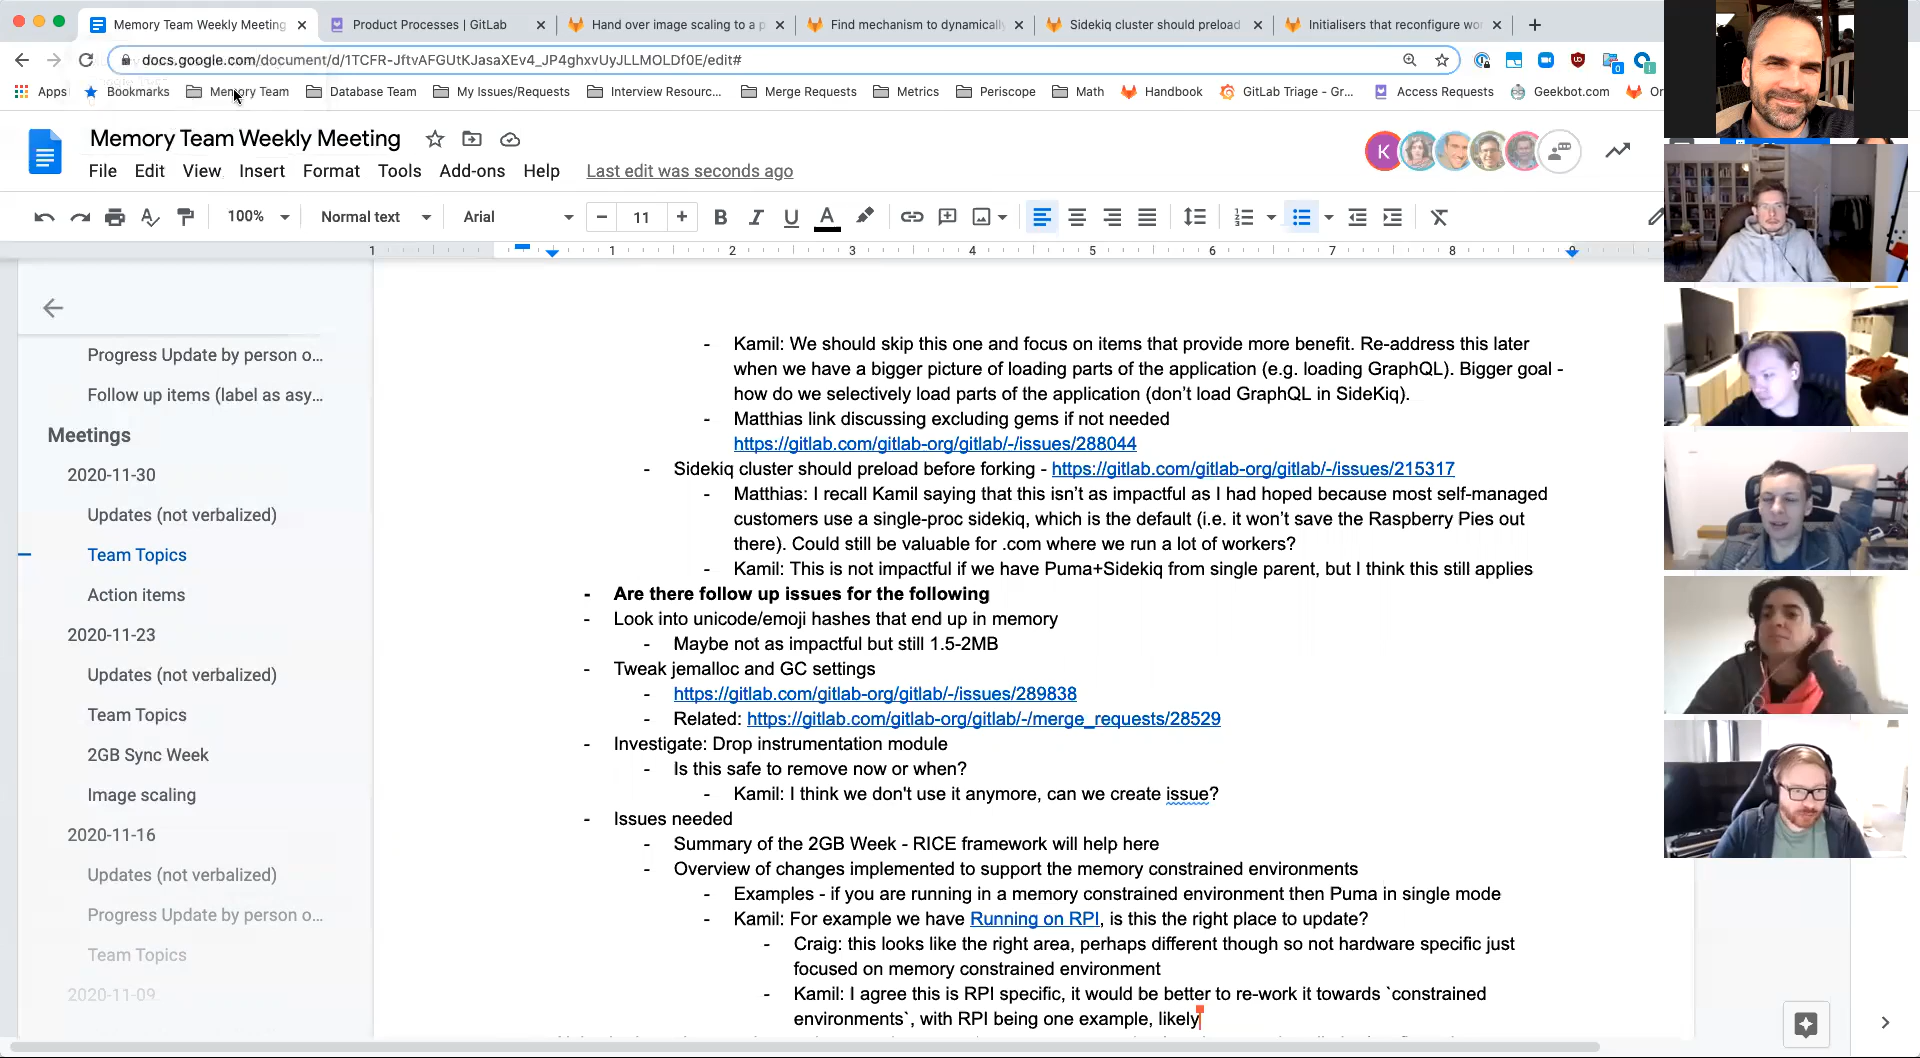 Memory Team Weekly Meeting
Product Processes | GitLab
Hand over image scaling to a p
Find mechanism to dynamically
Sidekiq cluster should preload
Initialisers that reconfigure wo
docs.google.com/document/d/1TCFR-JftvAFGUtKJasaXEv4_JP4ghxvUyJLLMOLDf0E/edit#
Apps
Bookmarks
Memory Team
Database Team
My Issues/Requests
Interview Resourc...
Merge Requests
Metrics
Periscope
Math
Handbook
GitLab Triage - Gr...
Access Requests
Geekbot.com
Or
Memory Team Weekly Meeting
K
File Edit View Insert Format Tools Add-ons Help Last edit was seconds ago
100% Normal text Arial 11
1 1 2 3 4 5 6 7 8 9
Progress Update by person o...
Follow up items (label as asy...
Meetings
2020-11-30
Updates (not verbalized)
Team Topics
Action items
2020-11-23
Updates (not verbalized)
Team Topics
2GB Sync Week
Image scaling
2020-11-16
Updates (not verbalized)
Progress Update by person o...
Team Topics
2020-11-09
- Kamil: We should skip this one and focus on items that provide more benefit. Re-address this later
when we have a bigger picture of loading parts of the application (e.g. loading GraphQL). Bigger goal -
how do we selectively load parts of the application (don't load GraphQL in SideKiq).
- Matthias link discussing excluding gems if not needed
https://gitlab.com/gitlab-org/gitlab/-/issues/288044
- Sidekiq cluster should preload before forking - https://gitlab.com/gitlab-org/gitlab/-/issues/215317
- Matthias: I recall Kamil saying that this isn't as impactful as I had hoped because most self-managed
customers use a single-proc sidekiq, which is the default (i.e. it won't save the Raspberry Pies out
there). Could still be valuable for .com where we run a lot of workers?
- Kamil: This is not impactful if we have Puma+Sidekiq from single parent, but I think this still applies
- Are there follow up issues for the following
- Look into unicode/emoji hashes that end up in memory
- Maybe not as impactful but still 1.5-2MB
- Tweak jemalloc and GC settings
- https://gitlab.com/gitlab-org/gitlab/-/issues/289838
- Related: https://gitlab.com/gitlab-org/gitlab/-/merge_requests/28529
- Investigate: Drop instrumentation module
- Is this safe to remove now or when?
- Kamil: I think we don't use it anymore, can we create issue?
- Issues needed
- Summary of the 2GB Week - RICE framework will help here
- Overview of changes implemented to support the memory constrained environments
- Examples - if you are running in a memory constrained environment then Puma in single mode
- Kamil: For example we have Running on RPI, is this the right place to update?
- Craig: this looks like the right area, perhaps different though so not hardware specific just
focused on memory constrained environment
- Kamil: I agree this is RPI specific, it would be better to re-work it towards `constrained
environments`, with RPI being one example, likely